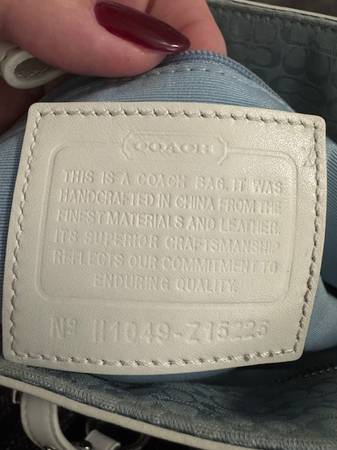 COACH
THIS IS A COACH BAG. IT WAS
HANDCRAFTED IN CHINA FROM THE
FINEST MATERIALS AND LEATHER.
ITS SUPERIOR CRAFTSMANSHIP
REFLECTS OUR COMMITMENT TO
ENDURING QUALITY.
Nº H1049-Z15225